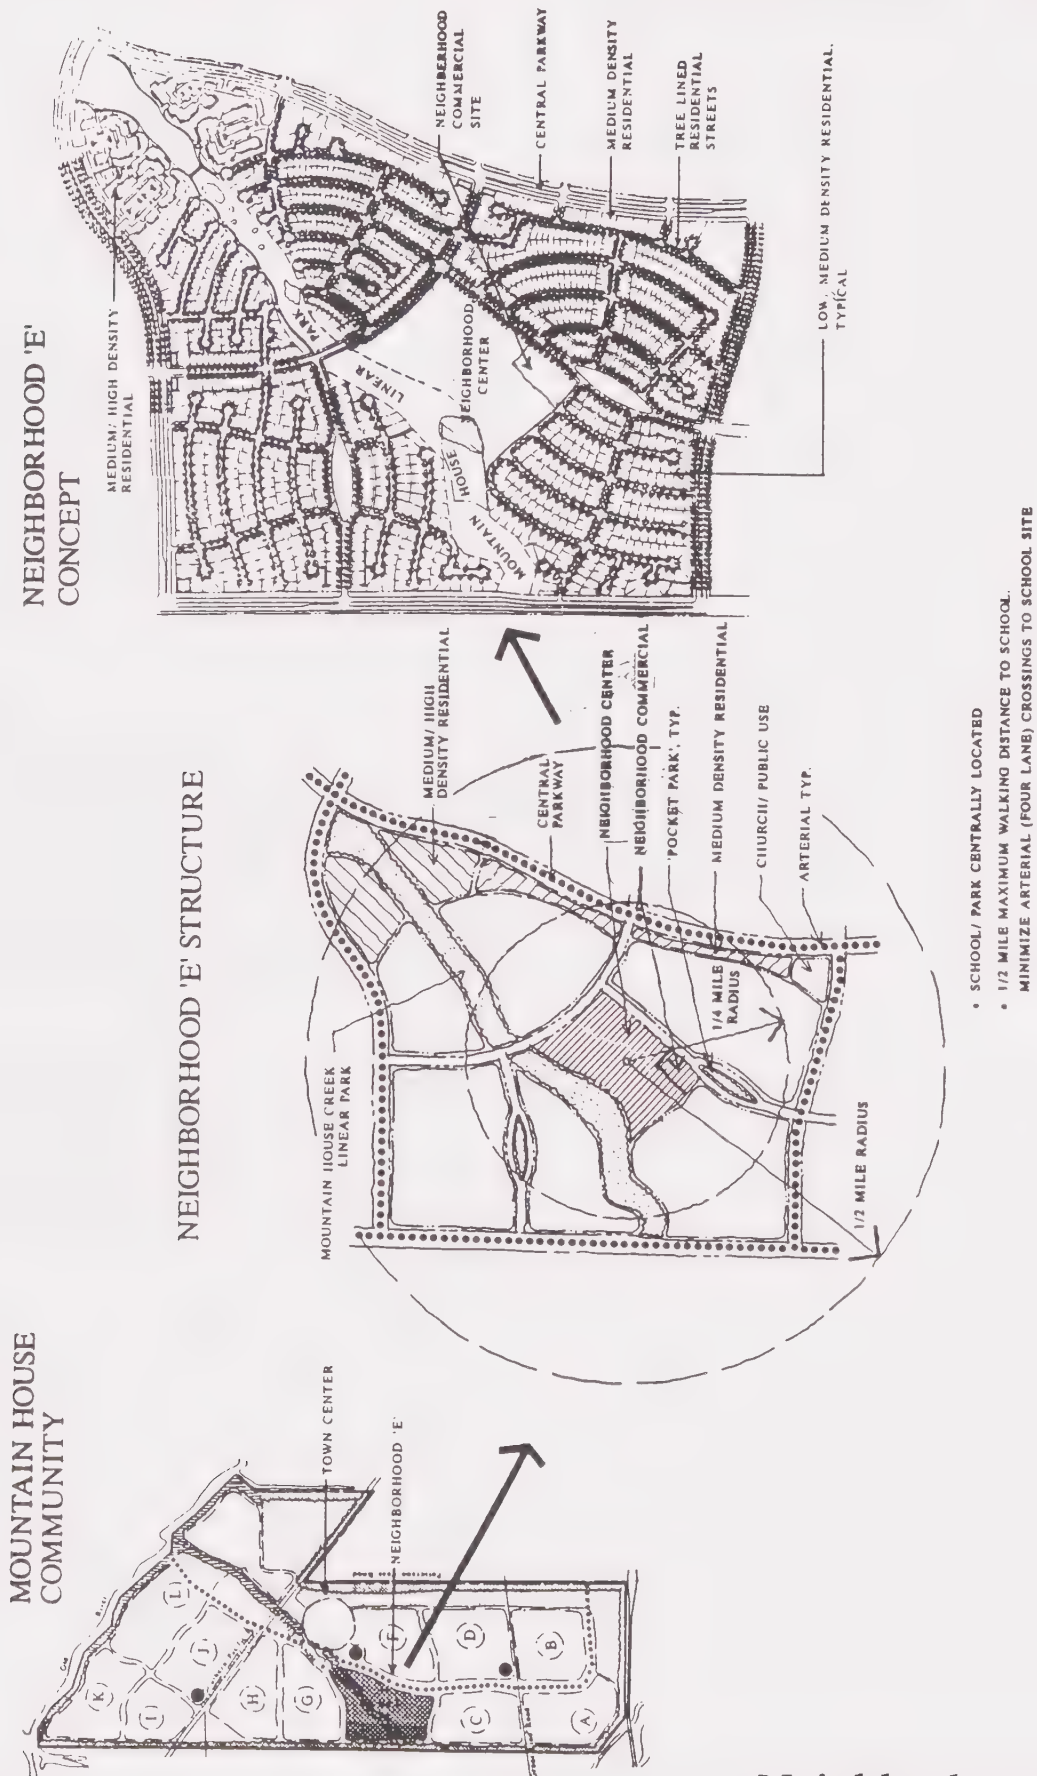 MOUNTAIN HOUSE
COMMUNITY
TOWN CENTER
NEIGHBORHOOD 'E'
L
K
J
I
H
G
F
D
B
C
A
NEIGHBORHOOD 'E' STRUCTURE
MOUNTAIN HOUSE CREEK
LINEAR PARK
MEDIUM/ HIGH
DENSITY RESIDENTIAL
CENTRAL
PARKWAY
NEIGHBORHOOD CENTER
NEIGHBORHOOD COMMERCIAL
'POCKET PARK', TYP.
MEDIUM DENSITY RESIDENTIAL
CHURCH/ PUBLIC USE
ARTERIAL TYP.
1/4 MILE
RADIUS
1/2 MILE RADIUS
NEIGHBORHOOD 'E'
CONCEPT
MEDIUM/ HIGH DENSITY
RESIDENTIAL
NEIGHBERHOOD
COMMERCIAL
SITE
CENTRAL PARKWAY
MEDIUM DENSITY
RESIDENTIAL
TREE LINED
RESIDENTIAL
STREETS
LOW, MEDIUM DENSITY RESIDENTIAL,
TYPICAL
MOUNTAIN HOUSE LINEAR PARK
NEIGHBORHOOD
CENTER
• SCHOOL/ PARK CENTRALLY LOCATED
• 1/2 MILE MAXIMUM WALKING DISTANCE TO SCHOOL.
MINIMIZE ARTERIAL (FOUR LANE) CROSSINGS TO SCHOOL SITE